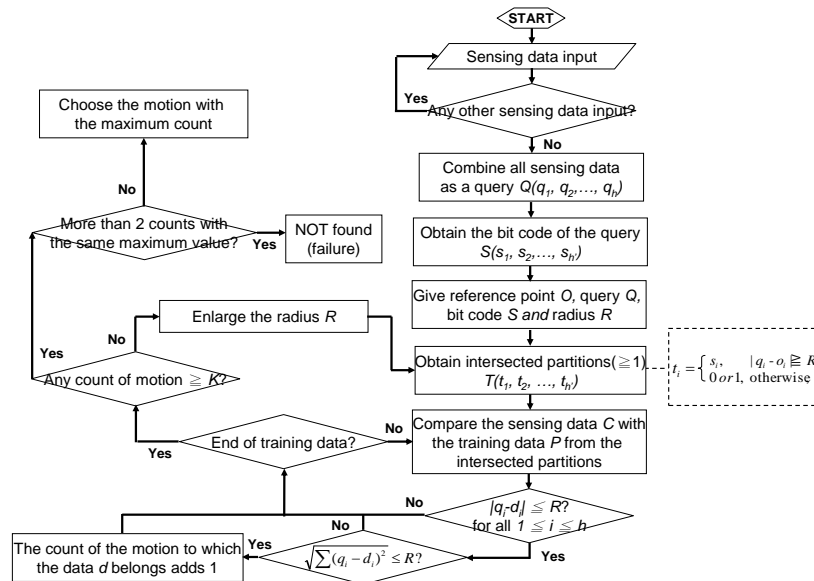 START
Sensing data input
Yes
Any other sensing data input?
No
Combine all sensing data
as a query Q(q₁, q₂,…, qₕ)
Obtain the bit code of the query
S(s₁, s₂,…, sₕ')
Give reference point O, query Q,
bit code S and radius R
Obtain intersected partitions(≧1)
T(t₁, t₂, …, tₕ')
tᵢ = { sᵢ, |qᵢ - oᵢ| ≧ R
0 or 1, otherwise
Compare the sensing data C with
the training data P from the
intersected partitions
|qᵢ-dᵢ| ≦ R?
for all 1 ≦ i ≦ h
No
Yes
√∑(qᵢ – dᵢ)² ≤ R?
No
Yes
The count of the motion to which
the data d belongs adds 1
End of training data?
No
Yes
Any count of motion ≧ K?
No
Yes
Enlarge the radius R
More than 2 counts with
the same maximum value?
Yes
No
NOT found
(failure)
Choose the motion with
the maximum count